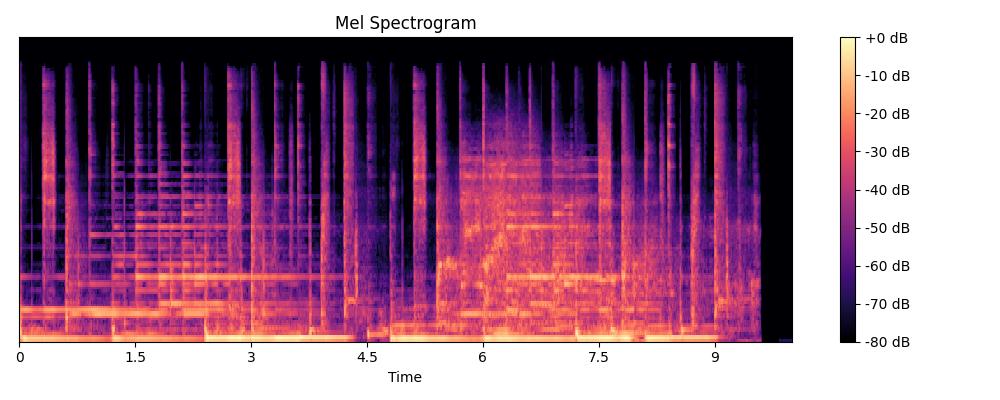 Mel Spectrogram
+0 dB
-10 dB
-20 dB
-30 dB
-40 dB
-50 dB
-60 dB
-70 dB
-80 dB
0 1.5 3 4.5 6 7.5 9
Time